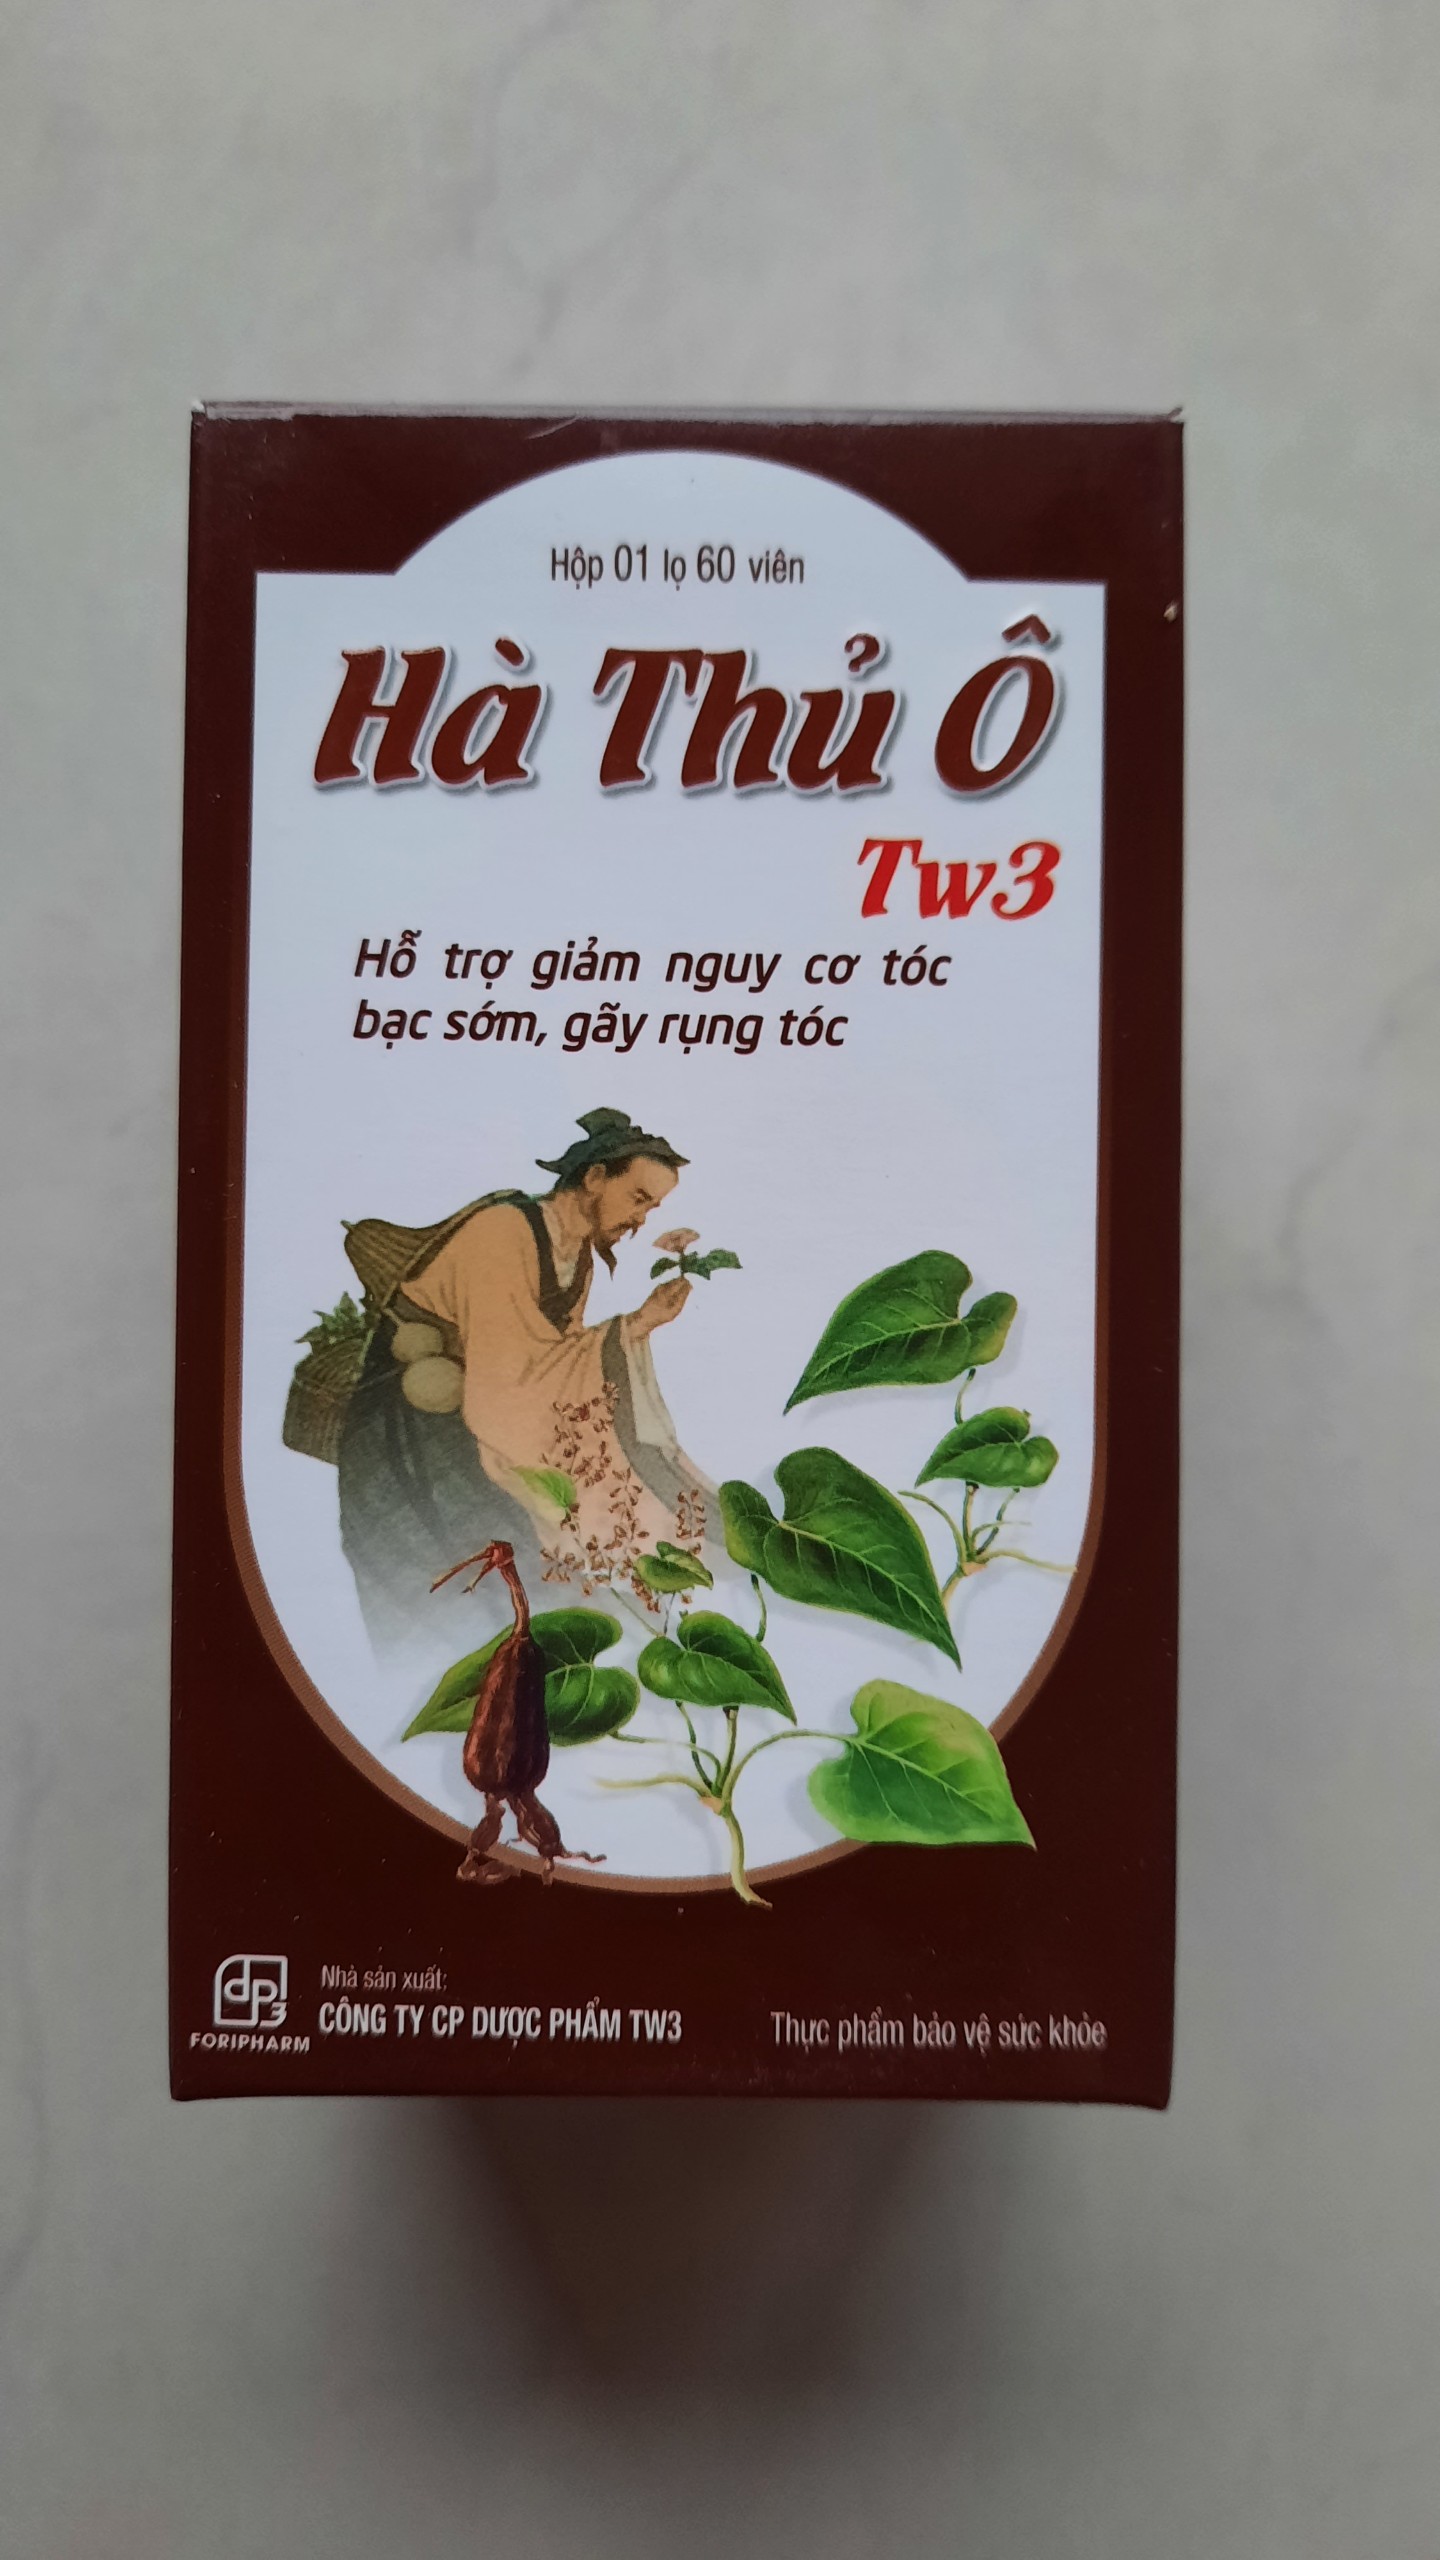 Hộp 01 lọ 60 viên
Hà Thủ Ô
Tw3
Hỗ trợ giảm nguy cơ tóc
bạc sớm, gãy rụng tóc
dp3
FORIPHARM
Nhà sản xuất:
CÔNG TY CP DƯỢC PHẨM TW3
Thực phẩm bảo vệ sức khỏe